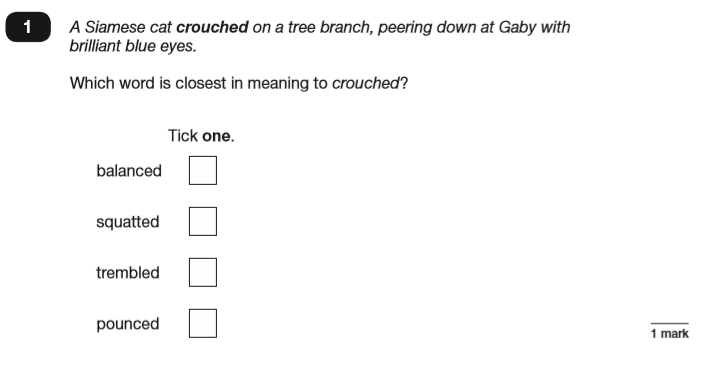 1
A Siamese cat crouched on a tree branch, peering down at Gaby with
brilliant blue eyes.
Which word is closest in meaning to crouched?
Tick one.
balanced
squatted
trembled
pounced
1 mark